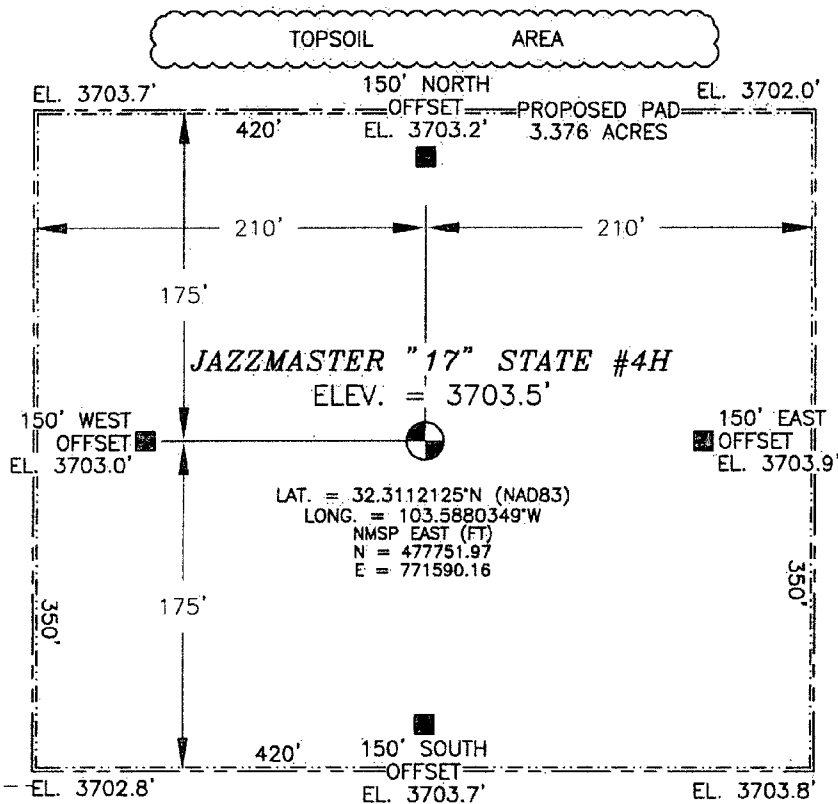 TOPSOIL AREA
EL. 3703.7'
150' NORTH
OFFSET
EL. 3703.2'
EL. 3702.0'
420'
PROPOSED PAD
3.376 ACRES
210'
210'
175'
JAZZMASTER "17" STATE #4H
ELEV. = 3703.5'
150' WEST
OFFSET
EL. 3703.0'
150' EAST
OFFSET
EL. 3703.9'
LAT. = 32.3112125°N (NAD83)
LONG. = 103.5880349°W
NMSP EAST (FT)
N = 477751.97
E = 771590.16
175'
350'
350'
420'
150' SOUTH
OFFSET
EL. 3703.7'
EL. 3702.8'
EL. 3703.8'